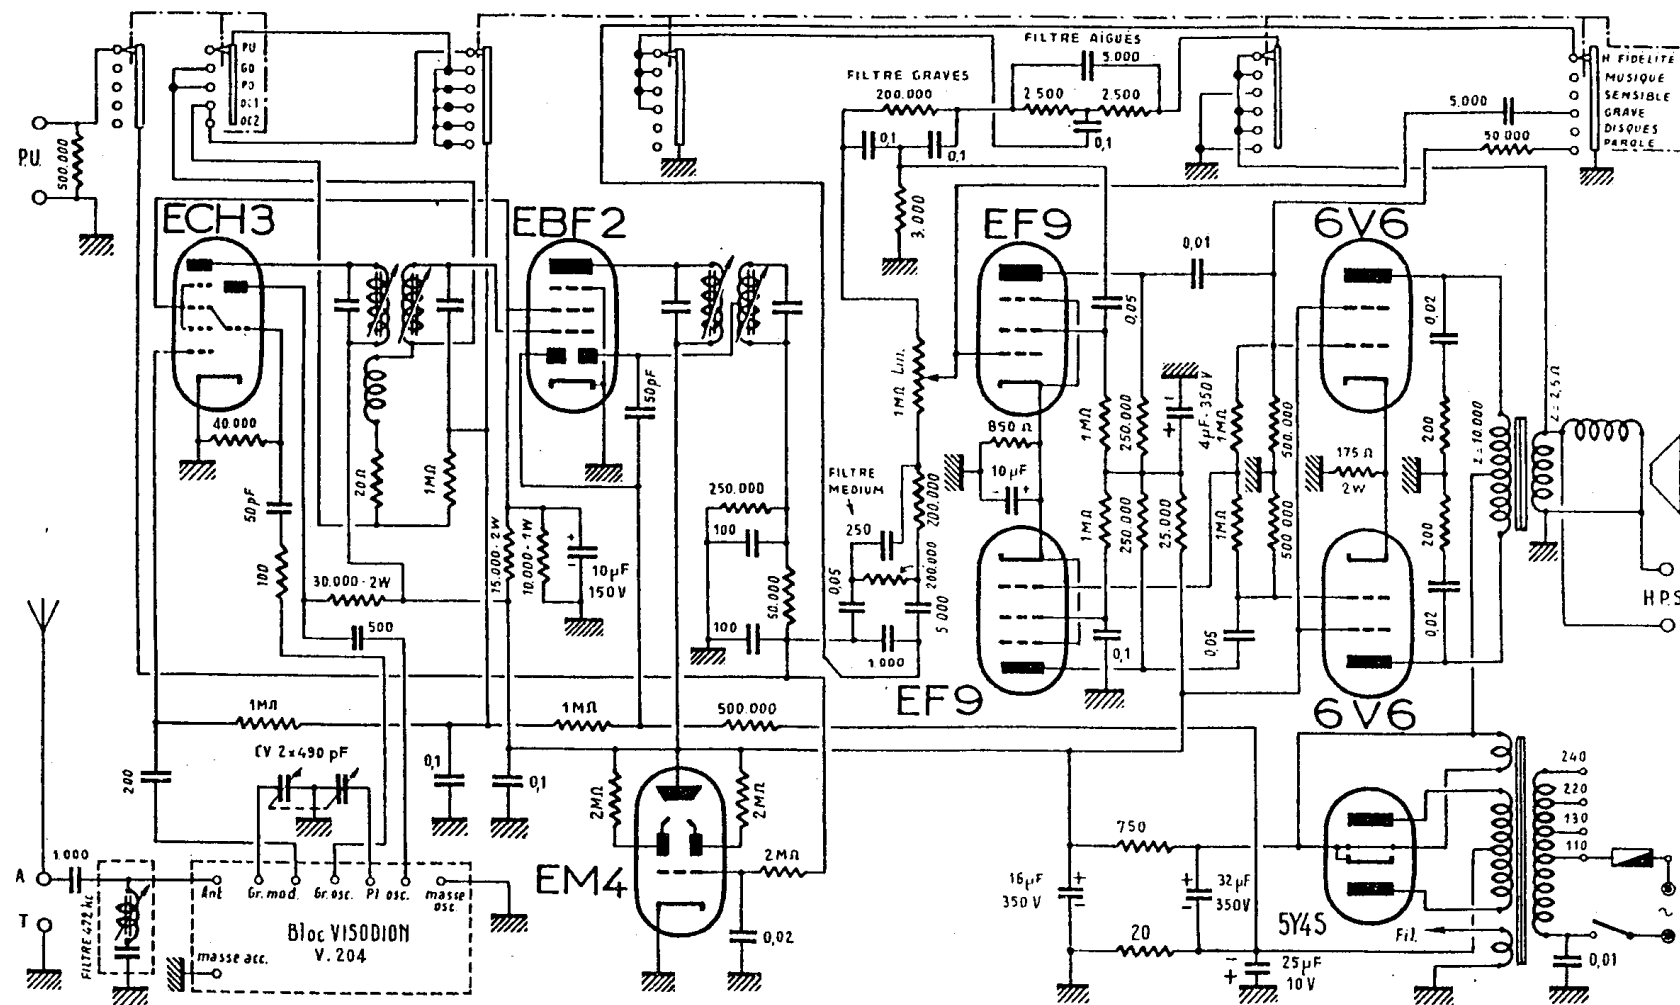 FILTRE AIGUËS
5.000
2.500
2.500
0,1
FILTRE GRAVES
200.000
0,1
0,1
3.000
PU
GO
PO
OC1
OC2
H FIDELITE
MUSIQUE
SENSIBLE
GRAVE
DISQUES
PAROLE
5.000
50.000
P.U.
500.000
ECH3
EBF2
EF9
6V6
0,01
0,05
0,02
40.000
50pF
100
20Ω
1MΩ
50pF
1MΩ Lin.
850 Ω
10µF
1MΩ
250.000
4µF-350V
1MΩ
500.000
175 Ω
2W
200
Z=10.000
Z=2,5Ω
FILTRE
MEDIUM
250
200.000
200.000
0,05
5000
1.000
250.000
100
100
50.000
30.000-2W
500
15.000-2W
10.000-1W
10µF
150V
1MΩ
250.000
25.000
1MΩ
500000
200
0,02
0,1
0,05
H.P.S
EF9
6V6
1MΩ
1MΩ
500.000
CV 2x490 pF
200
0,1
0,1
2MΩ
2MΩ
2MΩ
EM4
0,02
A
1.000
T
FILTRE 472 kc
Ant
Gr.mod.
Gr.osc.
Pl osc.
masse
osc.
Bloc VISODION
V.204
masse acc.
750
16µF
350V
32µF
350V
20
25µF
10V
5Y4S
Fil.
240
220
130
110
0,01
~